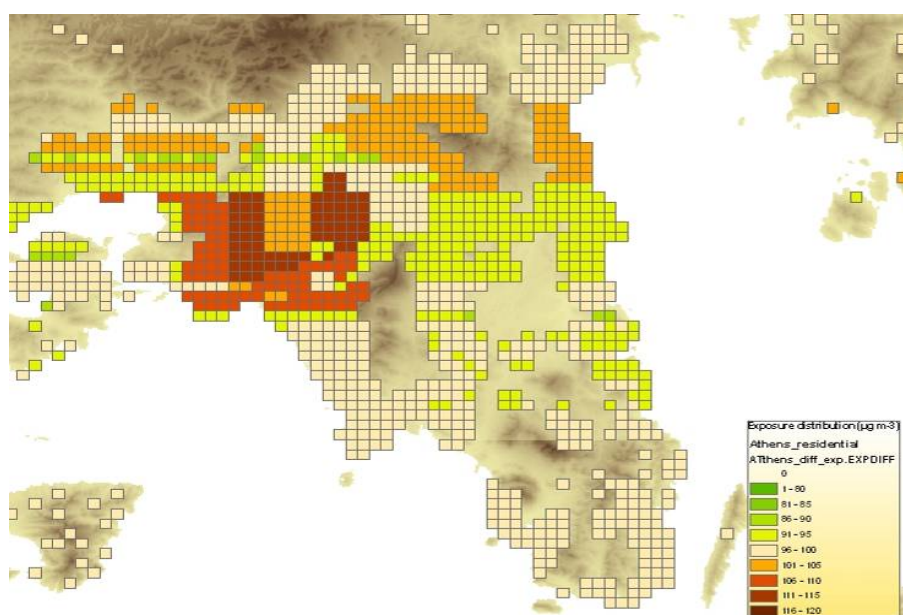 Exposure distribution (µg m-3)
Athens_residential
ATthens_diff_exp.EXPDIFF
0
1 - 80
81 - 85
86 - 90
91 - 95
96 - 100
101 - 105
106 - 110
111 - 115
116 - 120